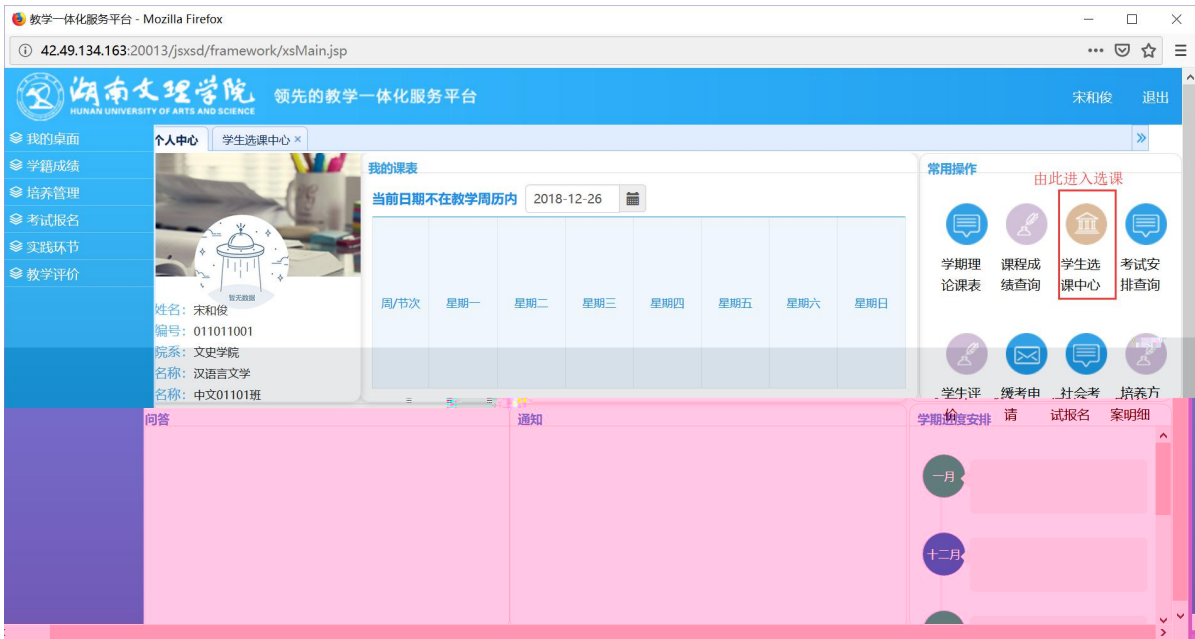 教学一体化服务平台 - Mozilla Firefox
42.49.134.163:20013/jsxsd/framework/xsMain.jsp
湖南文理学院
HUNAN UNIVERSITY OF ARTS AND SCIENCE
领先的教学一体化服务平台
宋和俊 退出
我的桌面
学籍成绩
培养管理
考试报名
实践环节
教学评价
个人中心 学生选课中心 ×
暂无数据
姓名：宋和俊
编号：011011001
院系：文史学院
名称：汉语言文学
名称：中文01101班
我的课表
当前日期不在教学周历内 2018-12-26
周/节次 星期一 星期二 星期三 星期四 星期五 星期六 星期日
常用操作
由此进入选课
学期理 课程成 学生选 考试安
论课表 绩查询 课中心 排查询
学生评 缓考申 社会考 培养方
价 请 试报名 案明细
问答
通知
学期进度安排
一月
十二月